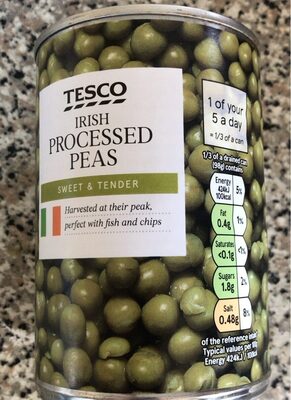 TESCO
IRISH
PROCESSED
PEAS
SWEET & TENDER
Harvested at their peak,
perfect with fish and chips
1 of your
5 a day
= 1/3 of a can
1/3 of a drained can
(98g) contains
Energy
424kJ
100kcal
5%
Fat
0.4g
1%
Saturates
<0.1g
<1%
Sugars
1.8g
2%
Salt
0.48g
8%
of the reference
Typical values per
Energy 424kJ